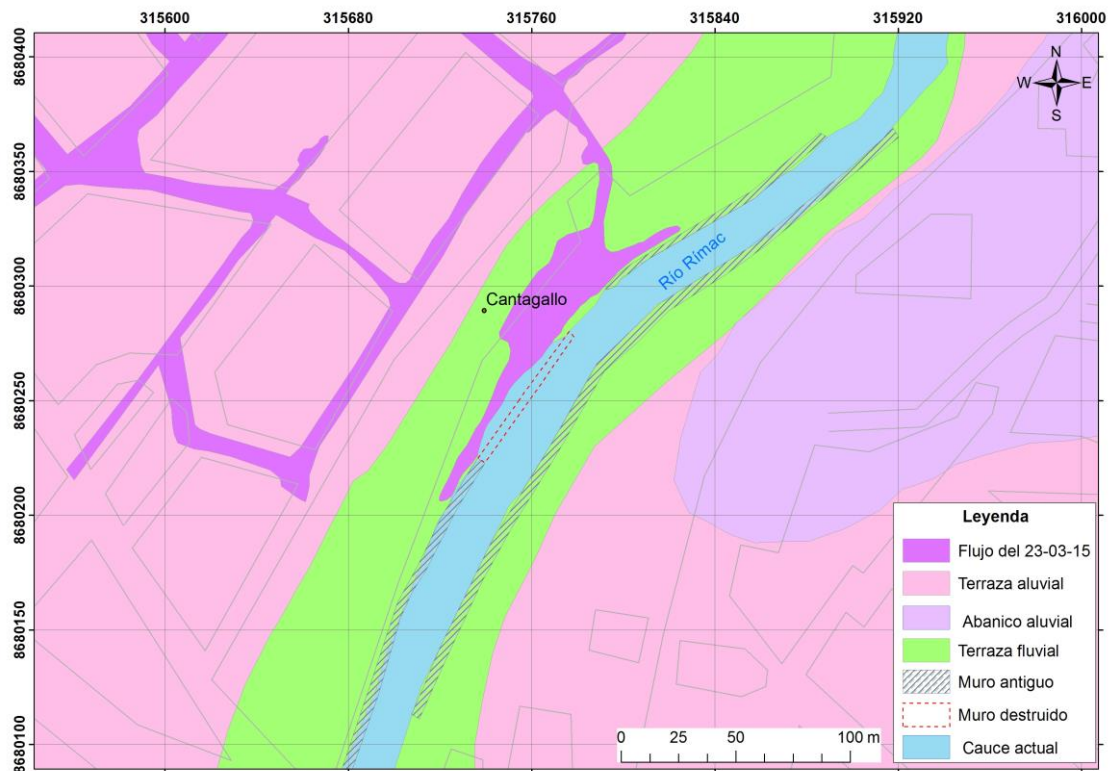 315600 315680 315760 315840 315920 316000
8680400
8680350
8680300
8680250
8680200
8680150
8680100
N
W E
S
Río Rímac
Cantagallo
Leyenda
Flujo del 23-03-15
Terraza aluvial
Abanico aluvial
Terraza fluvial
Muro antiguo
Muro destruido
Cauce actual
0 25 50 100 m